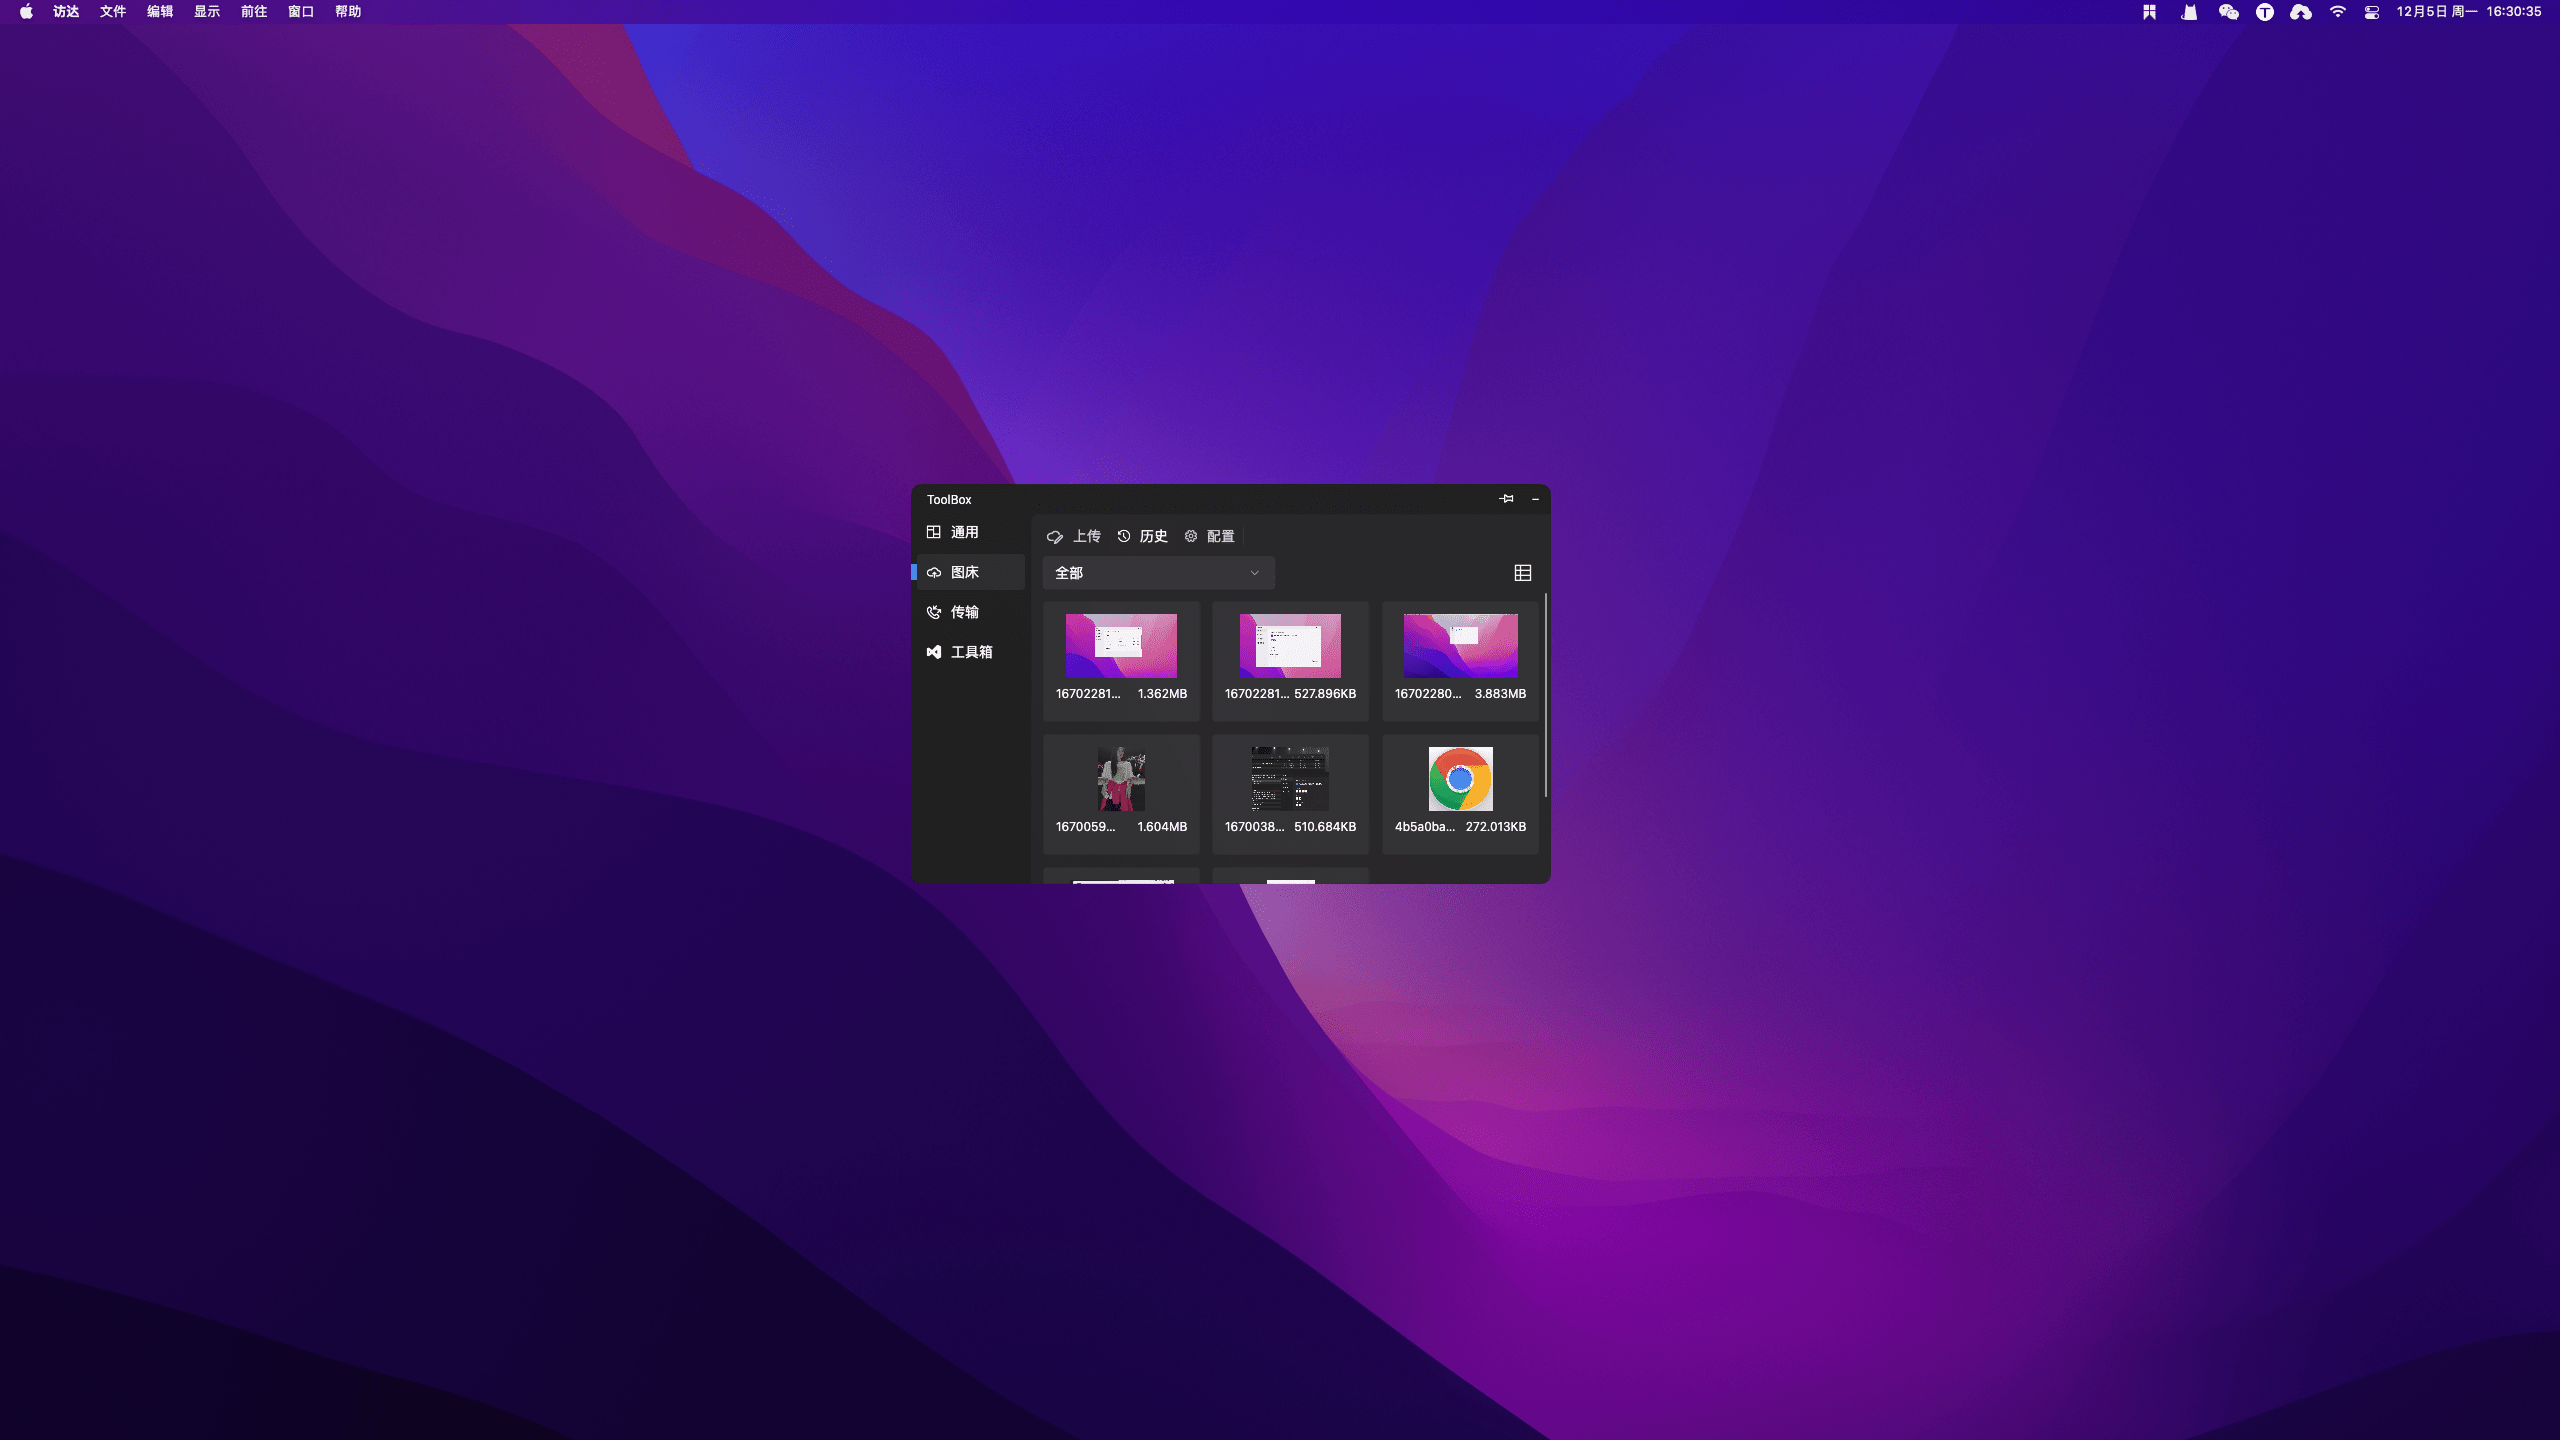 访达 文件 编辑 显示 前往 窗口 帮助 12月5日 周一 16:30:35
ToolBox
通用
图床
传输
工具箱
上传 历史 配置
全部
16702281... 1.362MB
16702281... 527.896KB
16702280... 3.883MB
1670059... 1.604MB
1670038... 510.684KB
4b5a0ba... 272.013KB